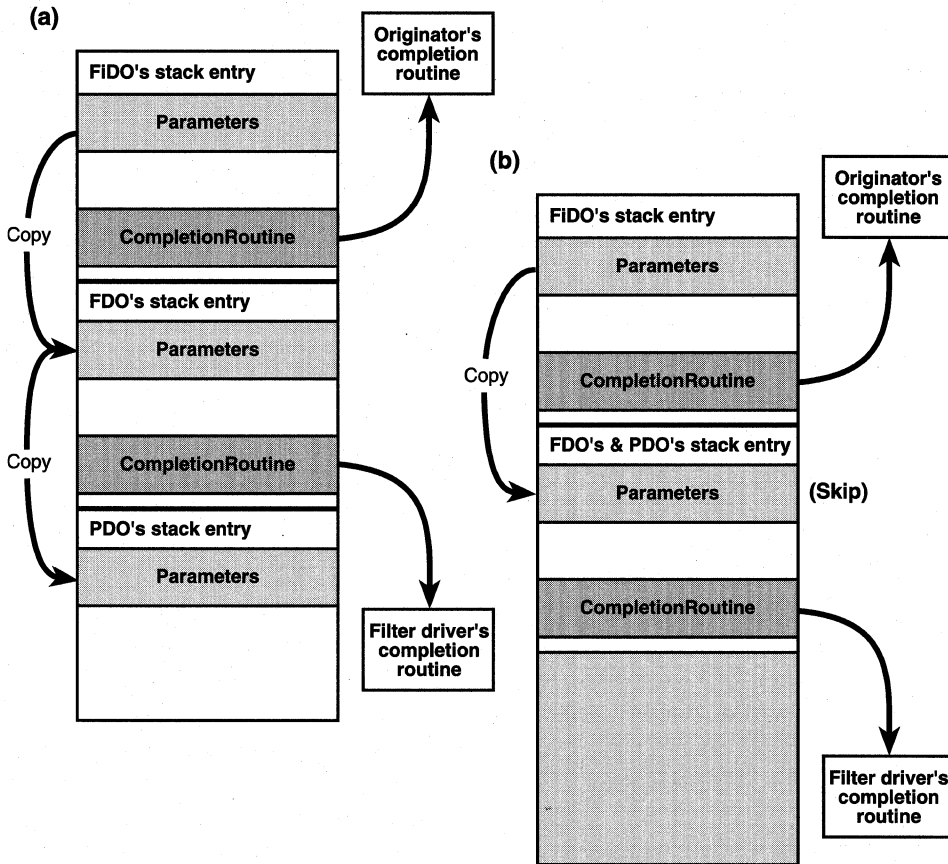 (a)
Originator's
completion
routine
FiDO's stack entry
Parameters
Copy
CompletionRoutine
FDO's stack entry
Parameters
Copy
CompletionRoutine
PDO's stack entry
Parameters
Filter driver's
completion
routine
(b)
Originator's
completion
routine
FiDO's stack entry
Parameters
Copy
CompletionRoutine
FDO's & PDO's stack entry
Parameters
(Skip)
CompletionRoutine
Filter driver's
completion
routine